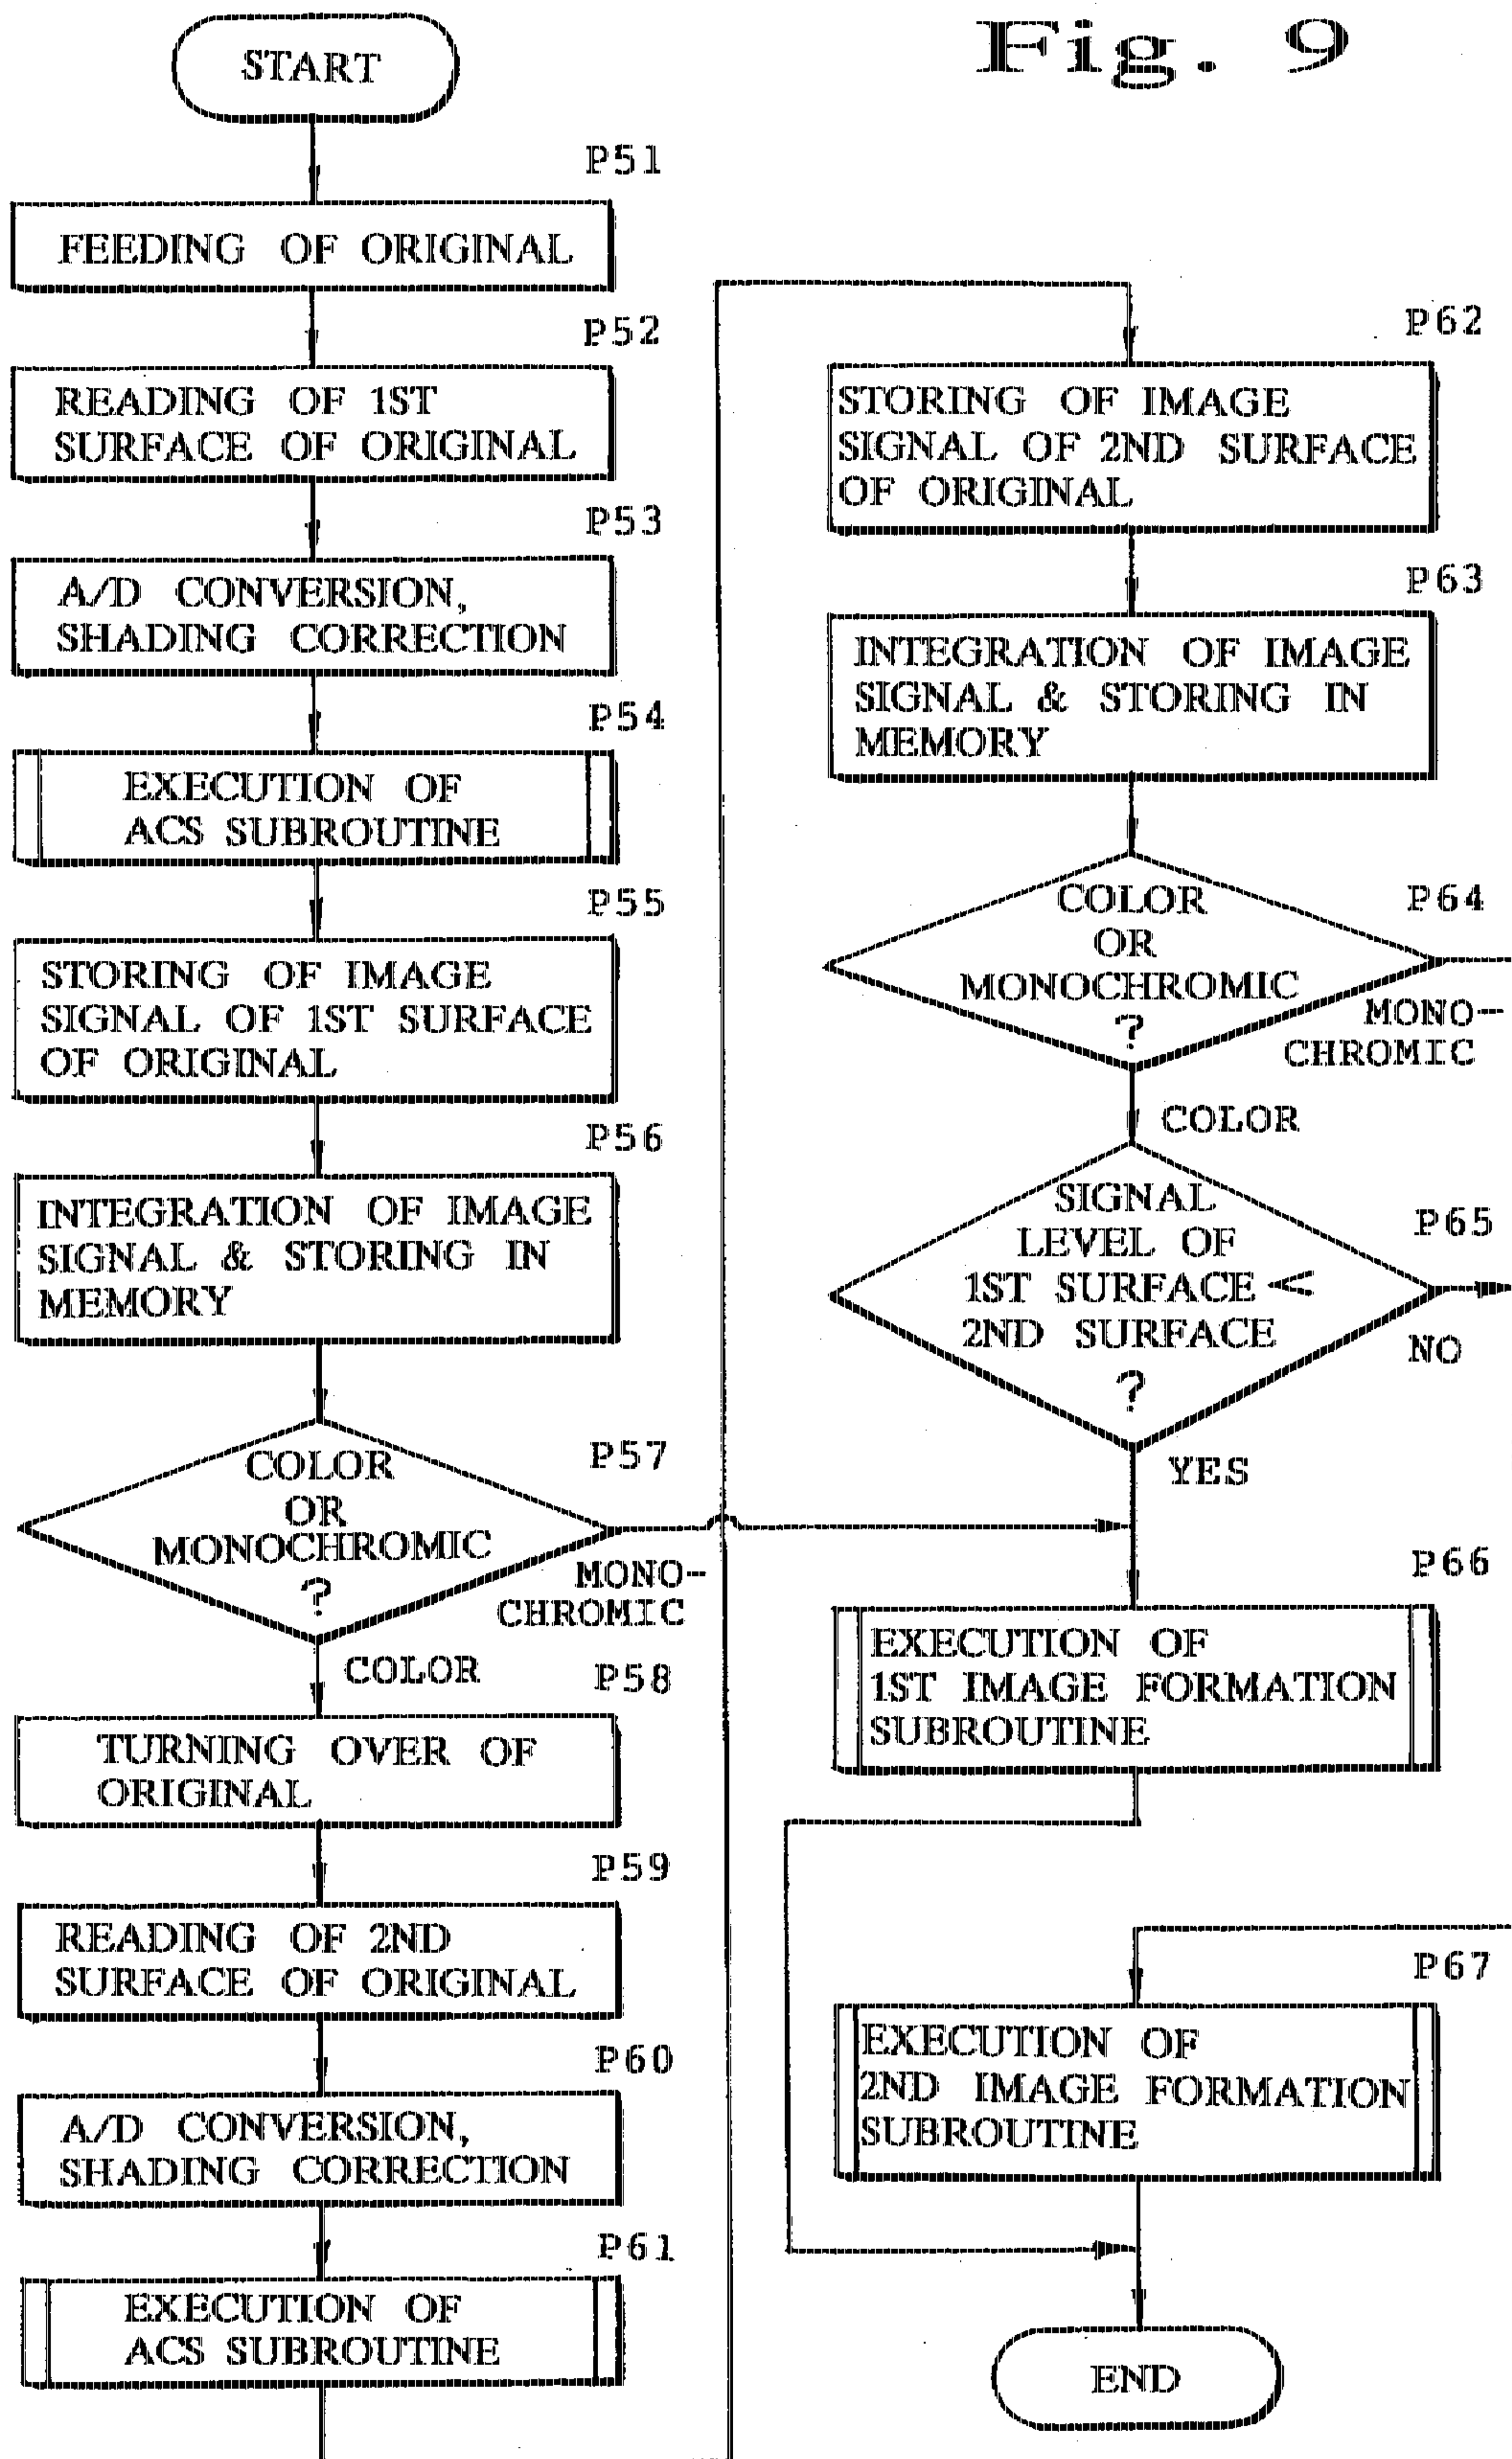 Fig. 9
START
P51
FEEDING OF ORIGINAL
P52
READING OF 1ST
SURFACE OF ORIGINAL
P53
A/D CONVERSION,
SHADING CORRECTION
P54
EXECUTION OF
ACS SUBROUTINE
P55
STORING OF IMAGE
SIGNAL OF 1ST SURFACE
OF ORIGINAL
P56
INTEGRATION OF IMAGE
SIGNAL & STORING IN
MEMORY
P57
COLOR
OR
MONOCHROMIC
?
MONO-
CHROMIC
COLOR
P58
TURNING OVER OF
ORIGINAL
P59
READING OF 2ND
SURFACE OF ORIGINAL
P60
A/D CONVERSION,
SHADING CORRECTION
P61
EXECUTION OF
ACS SUBROUTINE
P62
STORING OF IMAGE
SIGNAL OF 2ND SURFACE
OF ORIGINAL
P63
INTEGRATION OF IMAGE
SIGNAL & STORING IN
MEMORY
P64
COLOR
OR
MONOCHROMIC
?
MONO-
CHROMIC
COLOR
P65
SIGNAL
LEVEL OF
1ST SURFACE <
2ND SURFACE
?
NO
YES
P66
EXECUTION OF
1ST IMAGE FORMATION
SUBROUTINE
P67
EXECUTION OF
2ND IMAGE FORMATION
SUBROUTINE
END